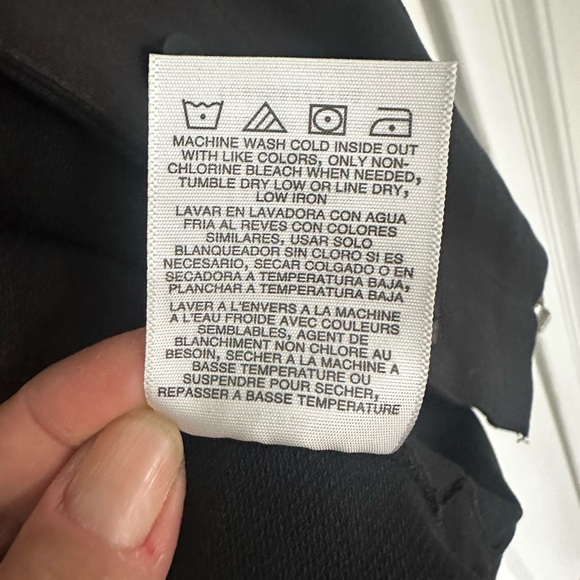 MACHINE WASH COLD INSIDE OUT
WITH LIKE COLORS, ONLY NON-
CHLORINE BLEACH WHEN NEEDED,
TUMBLE DRY LOW OR LINE DRY,
LOW IRON
LAVAR EN LAVADORA CON AGUA
FRIA AL REVES CON COLORES
SIMILARES, USAR SOLO
BLANQUEADOR SIN CLORO SI ES
NECESARIO, SECAR COLGADO O EN
SECADORA A TEMPERATURA BAJA,
PLANCHAR A TEMPERATURA BAJA
LAVER A L'ENVERS A LA MACHINE
A L'EAU FROIDE AVEC COULEURS
SEMBLABLES, AGENT DE
BLANCHIMENT NON CHLORE AU
BESOIN, SECHER A LA MACHINE A
BASSE TEMPERATURE OU
SUSPENDRE POUR SECHER,
REPASSER A BASSE TEMPERATURE